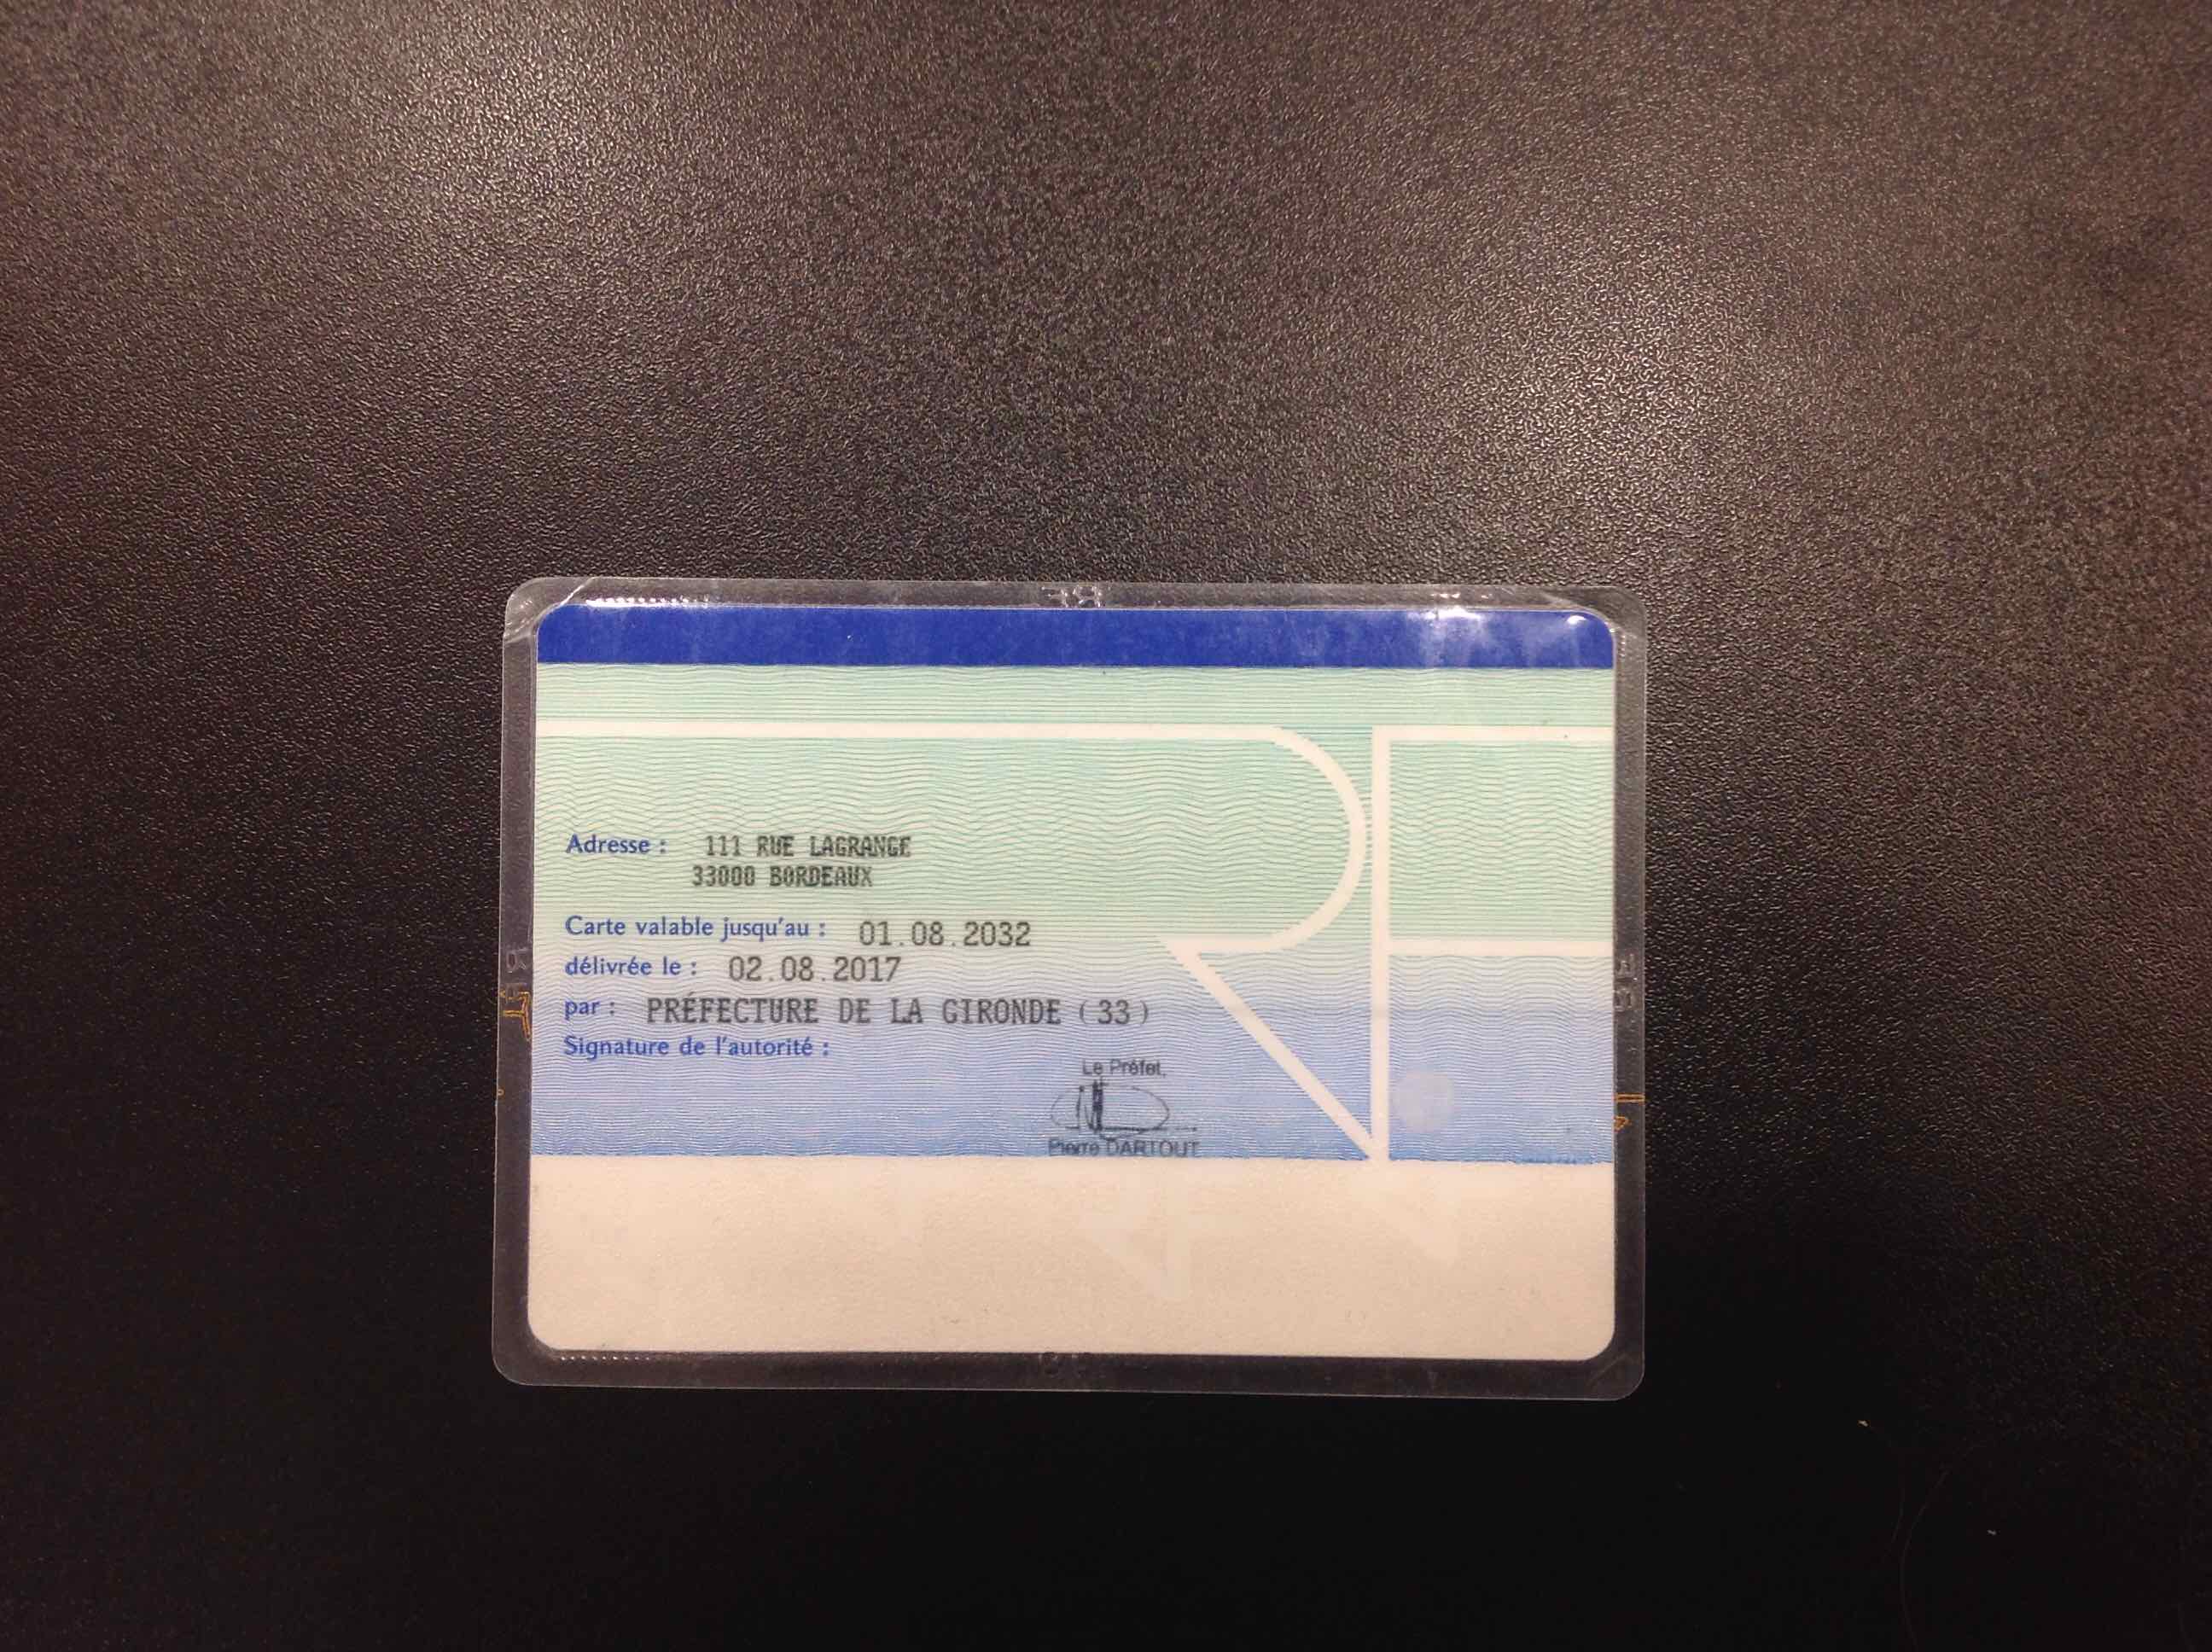 Adresse : 111 RUE LAGRANGE
33000 BORDEAUX
Carte valable jusqu'au : 01.08.2032
délivrée le : 02.08.2017
par : PRÉFECTURE DE LA GIRONDE (33)
Signature de l'autorité :
Le Préfet,
Pierre DARTOUT